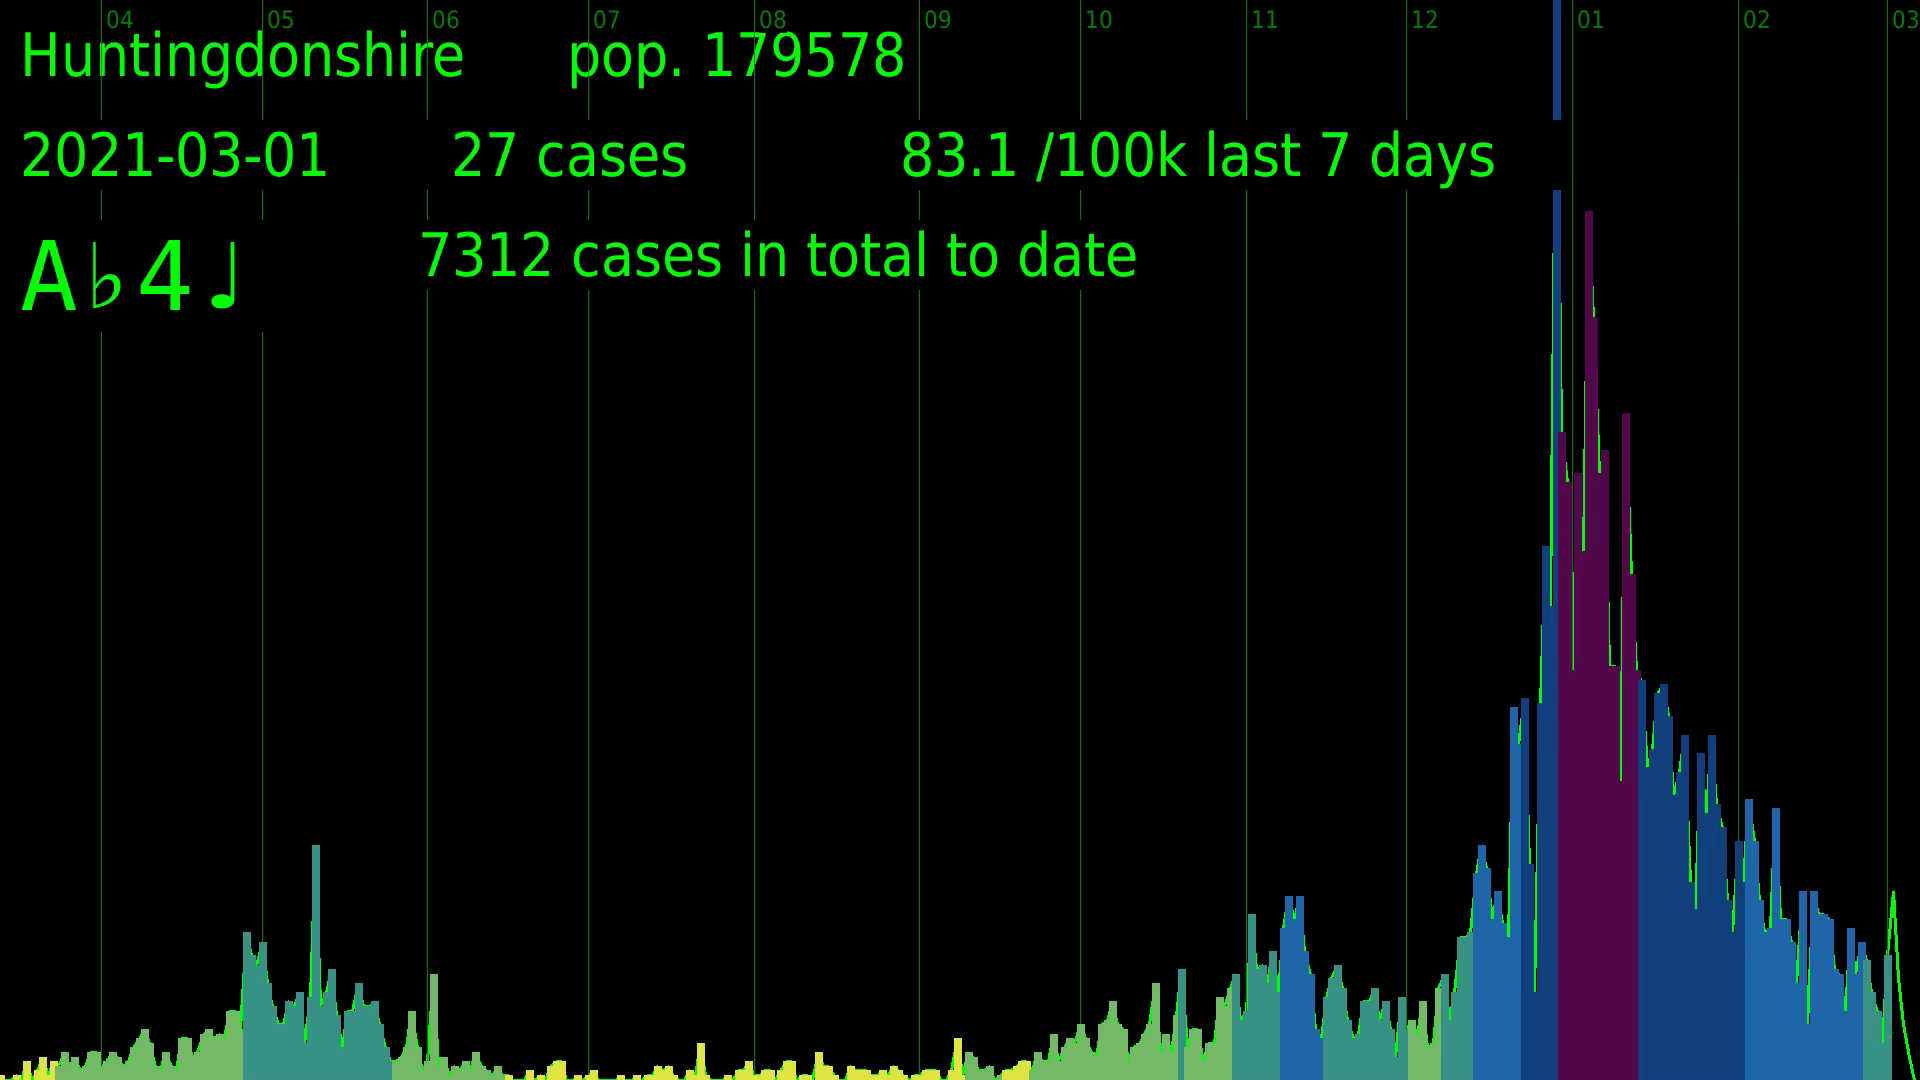 04 05 06 07 08 09 10 11 12 01 02 03
Huntingdonshire pop. 179578
2021-03-01 27 cases 83.1 /100k last 7 days
A♭4♩ 7312 cases in total to date